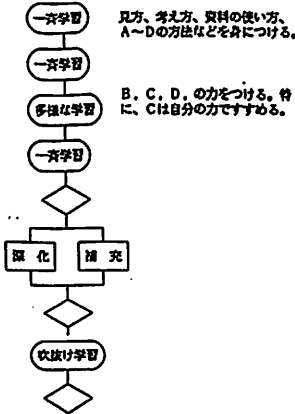 一斉学習
見方、考え方、資料の使い方、
A～Dの方法などを身につける。
一斉学習
多様な学習
B、C、D、の力をつける。特
に、Cは自分の力ですすめる。
一斉学習
深　化
補　充
吹抜け学習